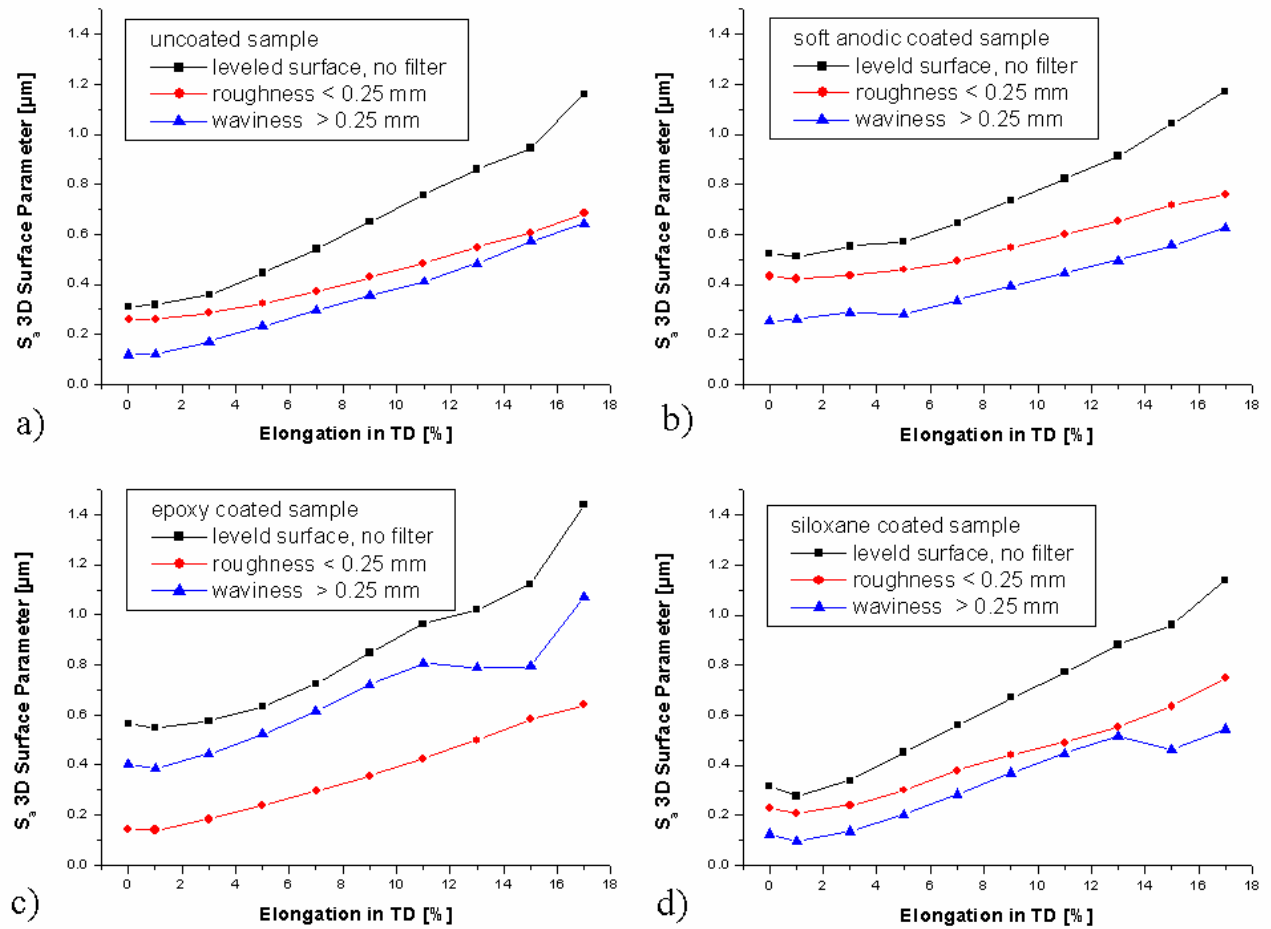 uncoated sample
leveled surface, no filter
roughness < 0.25 mm
waviness > 0.25 mm
Sa 3D Surface Parameter [µm]
1.4
1.2
1.0
0.8
0.6
0.4
0.2
0.0
0 2 4 6 8 10 12 14 16 18
Elongation in TD [%]
a)
soft anodic coated sample
leveld surface, no filter
roughness < 0.25 mm
waviness > 0.25 mm
Sa 3D Surface Parameter [µm]
1.4
1.2
1.0
0.8
0.6
0.4
0.2
0.0
0 2 4 6 8 10 12 14 16 18
Elongation in TD [%]
b)
epoxy coated sample
leveld surface, no filter
roughness < 0.25 mm
waviness > 0.25 mm
Sa 3D Surface Parameter [µm]
1.4
1.2
1.0
0.8
0.6
0.4
0.2
0.0
0 2 4 6 8 10 12 14 16 18
Elongation in TD [%]
c)
siloxane coated sample
leveld surface, no filter
roughness < 0.25 mm
waviness > 0.25 mm
Sa 3D Surface Parameter [µm]
1.4
1.2
1.0
0.8
0.6
0.4
0.2
0.0
0 2 4 6 8 10 12 14 16 18
Elongation in TD [%]
d)